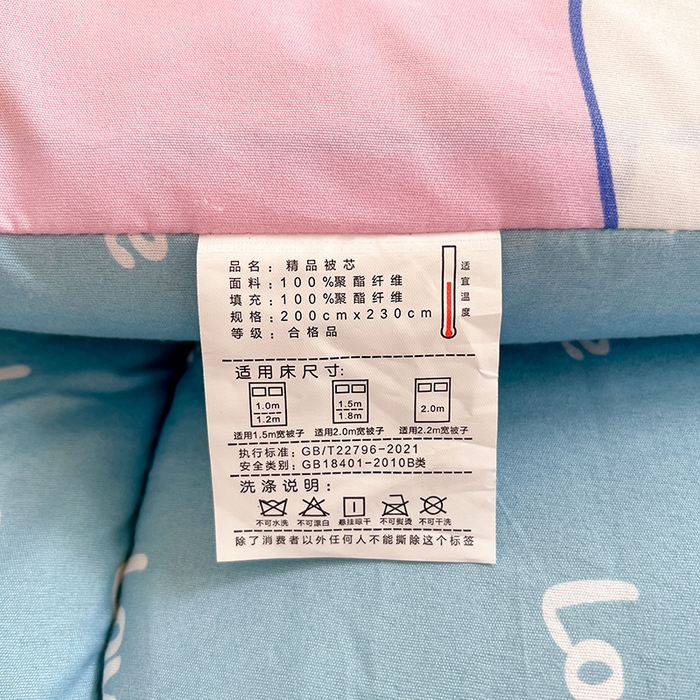 品名：精品被芯
面料：100%聚酯纤维
填充：100%聚酯纤维
规格：200cmx230cm
等级：合格品
适宜温度
适用床尺寸:
1.0m
1.2m
1.5m
1.8m
2.0m
适用1.5m宽被子 适用2.0m宽被子 适用2.2m宽被子
执行标准：GB/T22796-2021
安全类别：GB18401-2010B类
洗涤说明：
不可水洗 不可漂白 悬挂晾干 不可熨烫 不可干洗
除了消费者以外任何人不能撕除这个标签
Lo